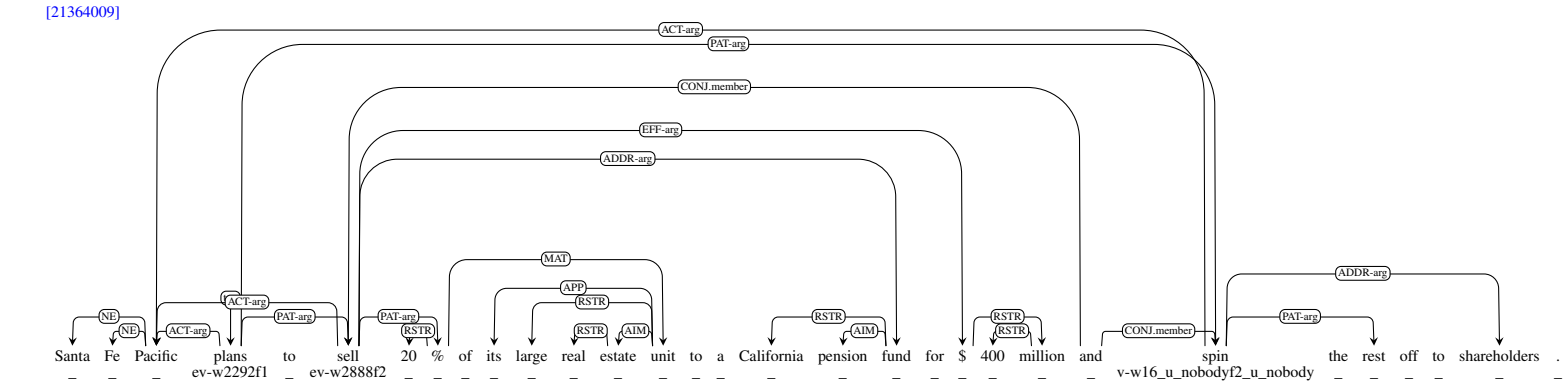 [21364009]
ACT-arg
PAT-arg
CONJ.member
EFF-arg
ADDR-arg
MAT
ADDR-arg
APP
ACT-arg RSTR
NE PAT-arg PAT-arg RSTR RSTR PAT-arg
NE ACT-arg RSTR RSTR AIM AIM RSTR CONJ.member
Santa Fe Pacific plans to sell 20 % of its large real estate unit to a California pension fund for $ 400 million and spin the rest off to shareholders .
_ _ _ ev-w2292f1 _ ev-w2888f2 _ _ _ _ _ _ _ _ _ _ _ _ _ _ _ _ _ _ v-w16_u_nobodyf2_u_nobody _ _ _ _ _ _